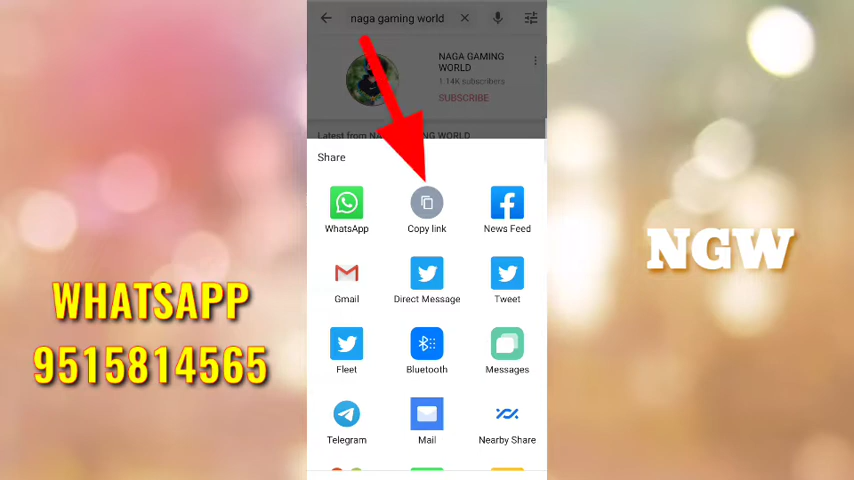 naga gaming world
NAGA GAMING
WORLD
1.14K subscribers
SUBSCRIBE
Latest from NAGA GAMING WORLD
Share
WhatsApp
Copy link
News Feed
Gmail
Direct Message
Tweet
Fleet
Bluetooth
Messages
Telegram
Mail
Nearby Share
WHATSAPP
9515814565
NGW